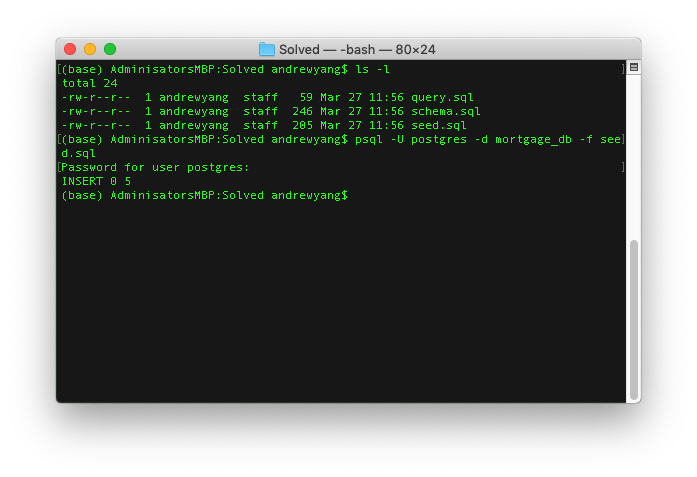 Solved — -bash — 80×24
[(base) AdminisatorsMBP:Solved andrewyang$ ls -l ]
total 24
-rw-r--r--  1 andrewyang  staff   59 Mar 27 11:56 query.sql
-rw-r--r--  1 andrewyang  staff  246 Mar 27 11:56 schema.sql
-rw-r--r--  1 andrewyang  staff  205 Mar 27 11:56 seed.sql
[(base) AdminisatorsMBP:Solved andrewyang$ psql -U postgres -d mortgage_db -f see]
d.sql
[Password for user postgres: ]
INSERT 0 5
(base) AdminisatorsMBP:Solved andrewyang$